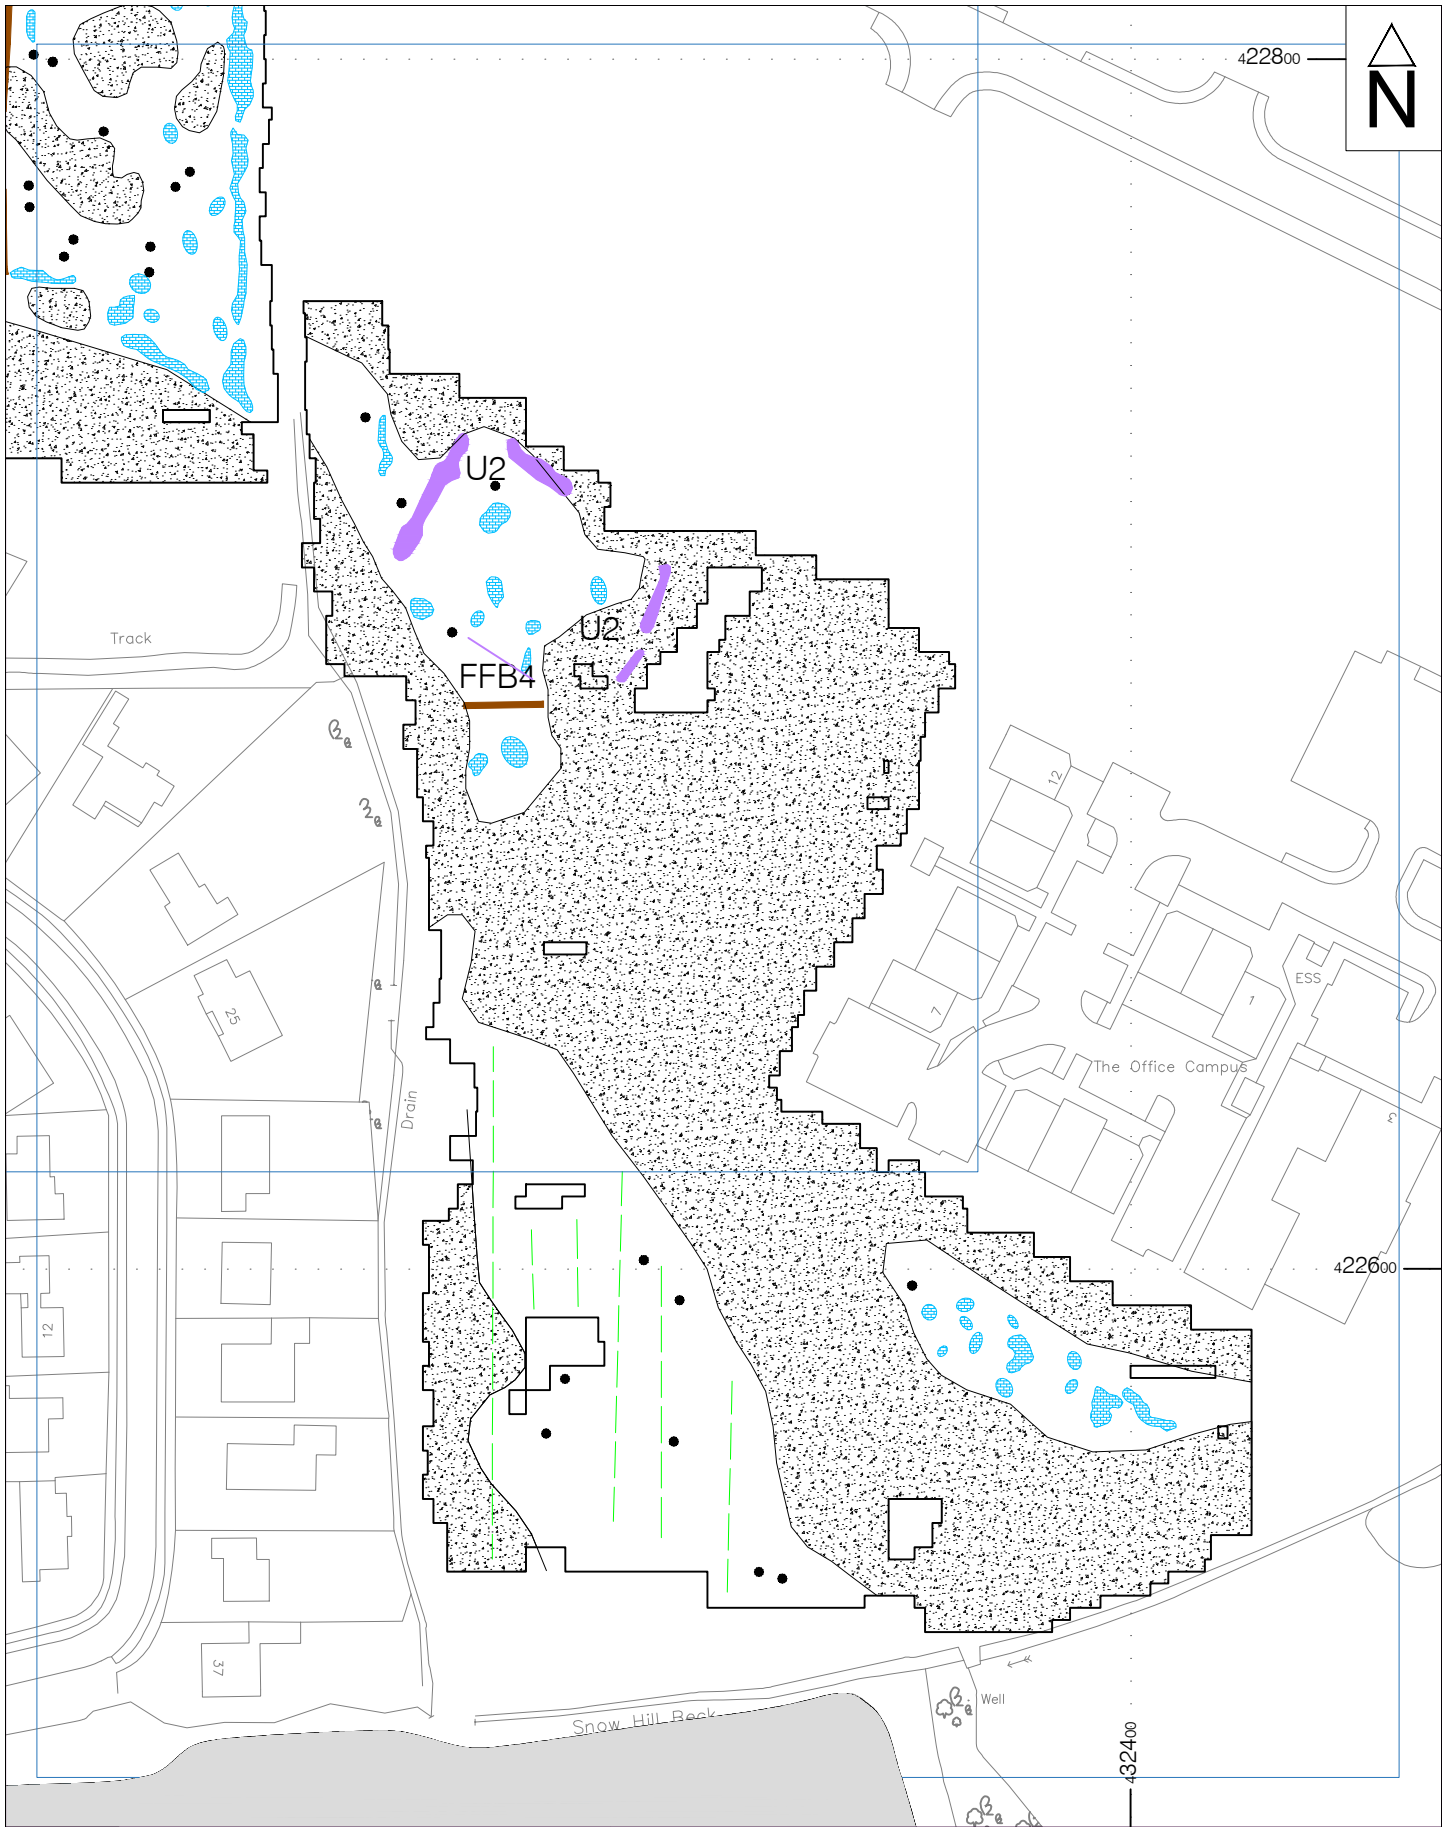 422800
N
U2
U2
Track
FFB4
12
25
7
1
ESS
The Office Campus
Drain
3
422600
12
37
Well
Snow Hill Beck
432400